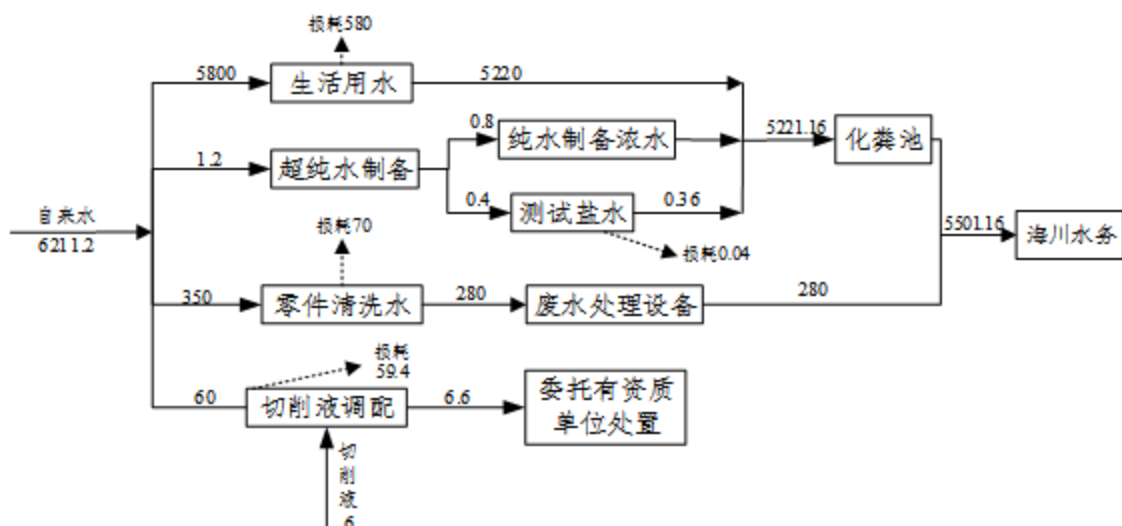 损耗580
5800
生活用水
5220
0.8
纯水制备浓水
5221.16
化粪池
1.2
超纯水制备
0.4
测试盐水
0.36
自来水
6211.2
损耗70
损耗0.04
5501.16
海川水务
350
零件清洗水
280
废水处理设备
280
损耗
59.4
60
切削液调配
6.6
委托有资质
单位处置
切
削
液
6